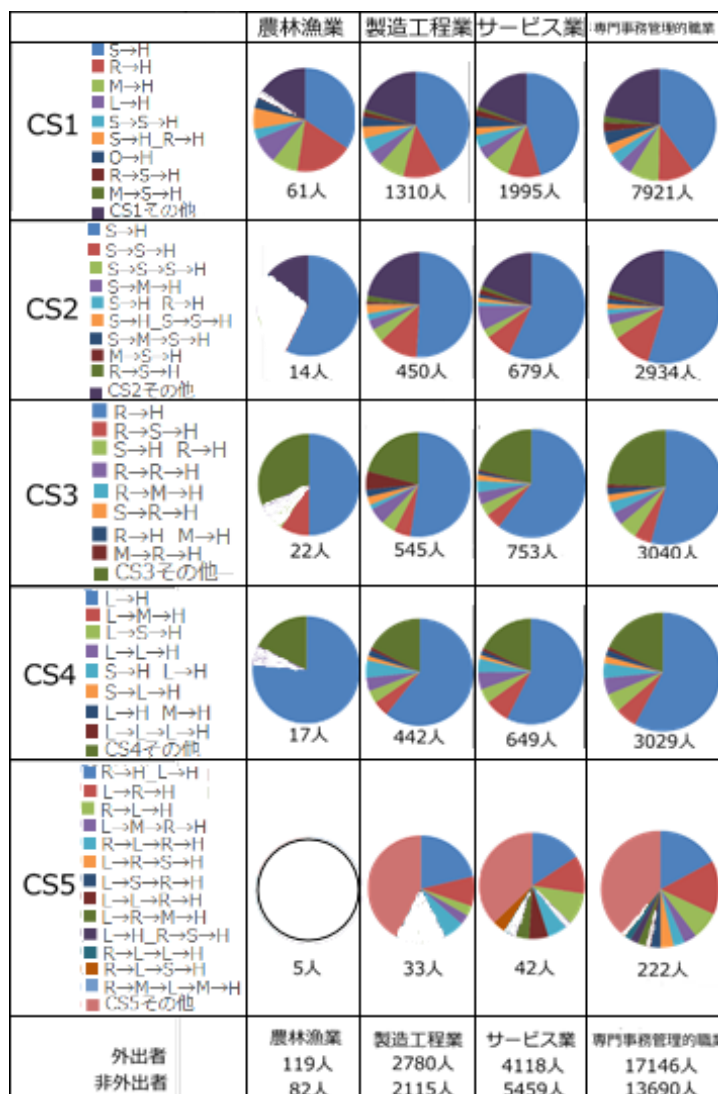 農林漁業 製造工程業 サービス業 専門事務管理的職業
CS1
S→H
R→H
M→H
L→H
S→S→H
S→H_R→H
O→H
R→S→H
M→S→H
CS1その他
61人 1310人 1995人 7921人
CS2
S→H
S→S→H
S→S→S→H
S→M→H
S→H R→H
S→H_S→S→H
S→M→S→H
M→S→H
R→S→H
CS2その他
14人 450人 679人 2934人
CS3
R→H
R→S→H
S→H R→H
R→R→H
R→M→H
S→R→H
R→H M→H
M→R→H
CS3その他
22人 545人 753人 3040人
CS4
L→H
L→M→H
L→S→H
L→L→H
S→H L→H
S→L→H
L→H M→H
L→L→L→H
CS4その他
17人 442人 649人 3029人
CS5
R→H_L→H
L→R→H
R→L→H
L→M→R→H
R→L→R→H
L→R→S→H
L→S→R→H
L→L→R→H
L→R→M→H
L→H_R→S→H
R→L→L→H
R→L→S→H
R→M→L→M→H
CS5その他
5人 33人 42人 222人
農林漁業 製造工程業 サービス業 専門事務管理的職業
外出者 119人 2780人 4118人 17146人
非外出者 82人 2115人 5459人 13690人